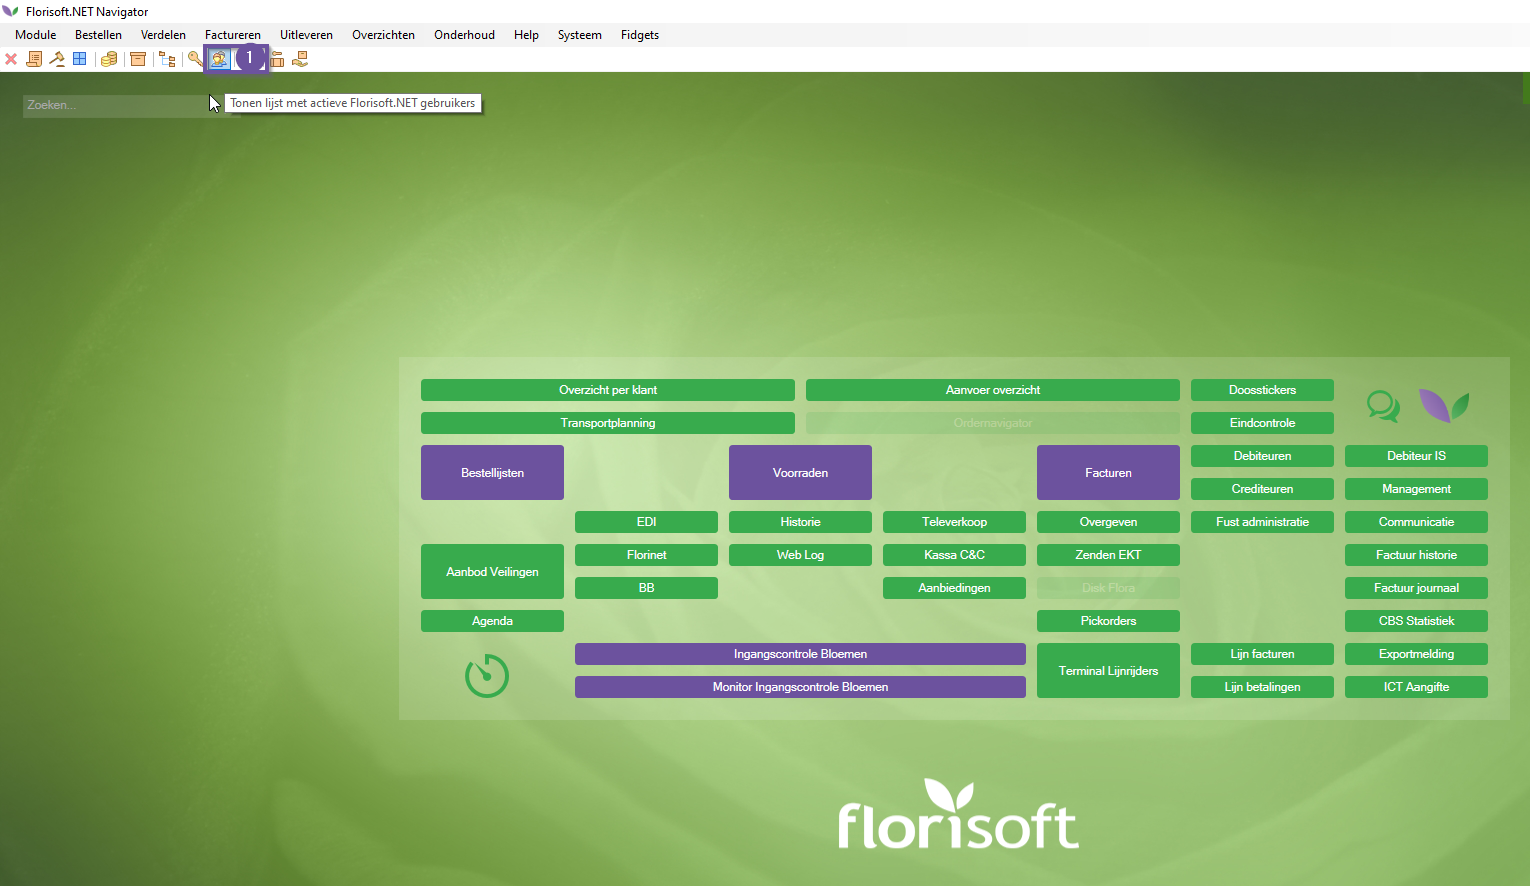 Florisoft.NET Navigator
Module Bestellen Verdelen Factureren Uitleveren Overzichten Onderhoud Help Systeem Fidgets
1
Zoeken...
Tonen lijst met actieve Florisoft.NET gebruikers
Overzicht per klant Aanvoer overzicht Doosstickers
Transportplanning Ordernavigator Eindcontrole
Bestellijsten Voorraden Facturen Debiteuren Debiteur IS
Crediteuren Management
EDI Historie Televerkoop Overgeven Fust administratie Communicatie
Aanbod Veilingen Florinet Web Log Kassa C&C Zenden EKT Factuur historie
BB Aanbiedingen Disk Flora Factuur journaal
Agenda Pickorders CBS Statistiek
Ingangscontrole Bloemen Terminal Lijnrijders Lijn facturen Exportmelding
Monitor Ingangscontrole Bloemen Lijn betalingen ICT Aangifte
florisoft